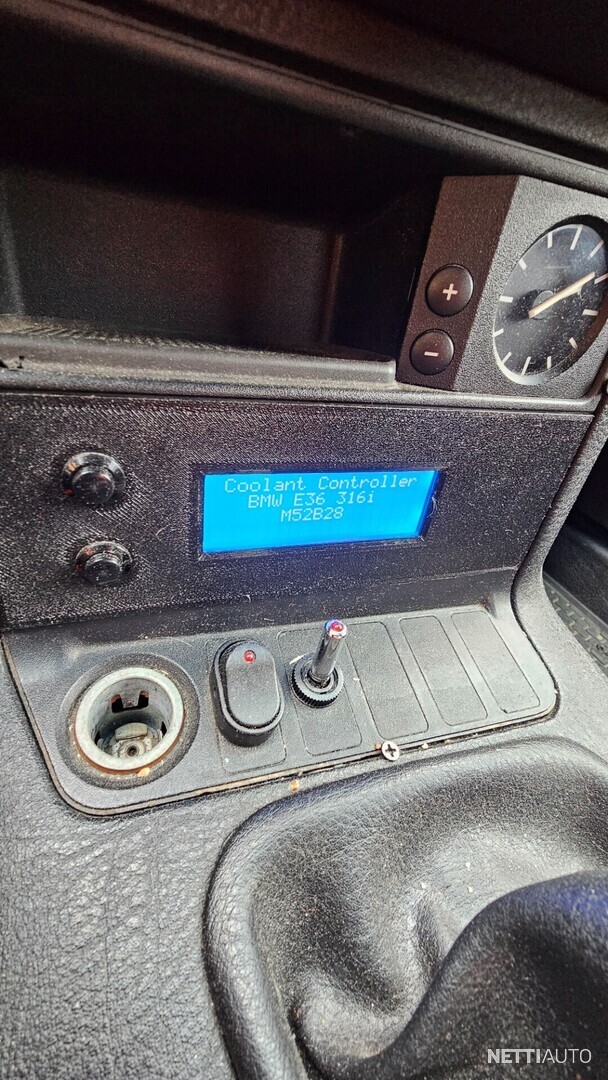 +
-
Coolant Controller
BMW E36 316i
M52B28
NETTIAUTO